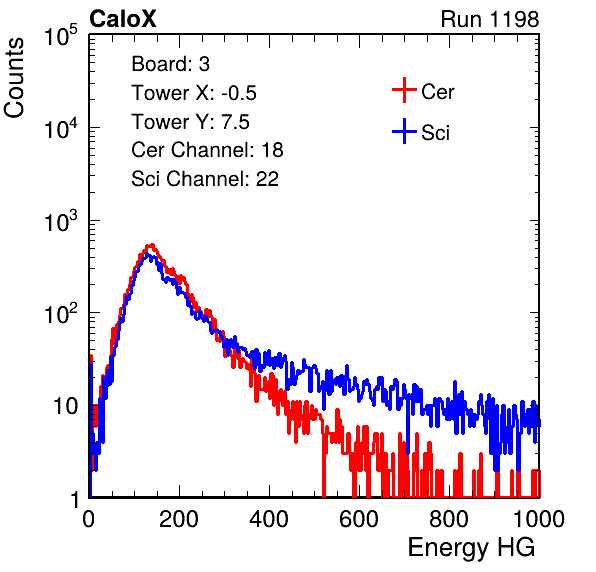 CaloX Run 1198
10^5
Counts
Board: 3
Tower X: -0.5
Tower Y: 7.5
Cer Channel: 18
Sci Channel: 22
Cer
Sci
10^4
10^3
10^2
10
1
0 200 400 600 800 1000
Energy HG